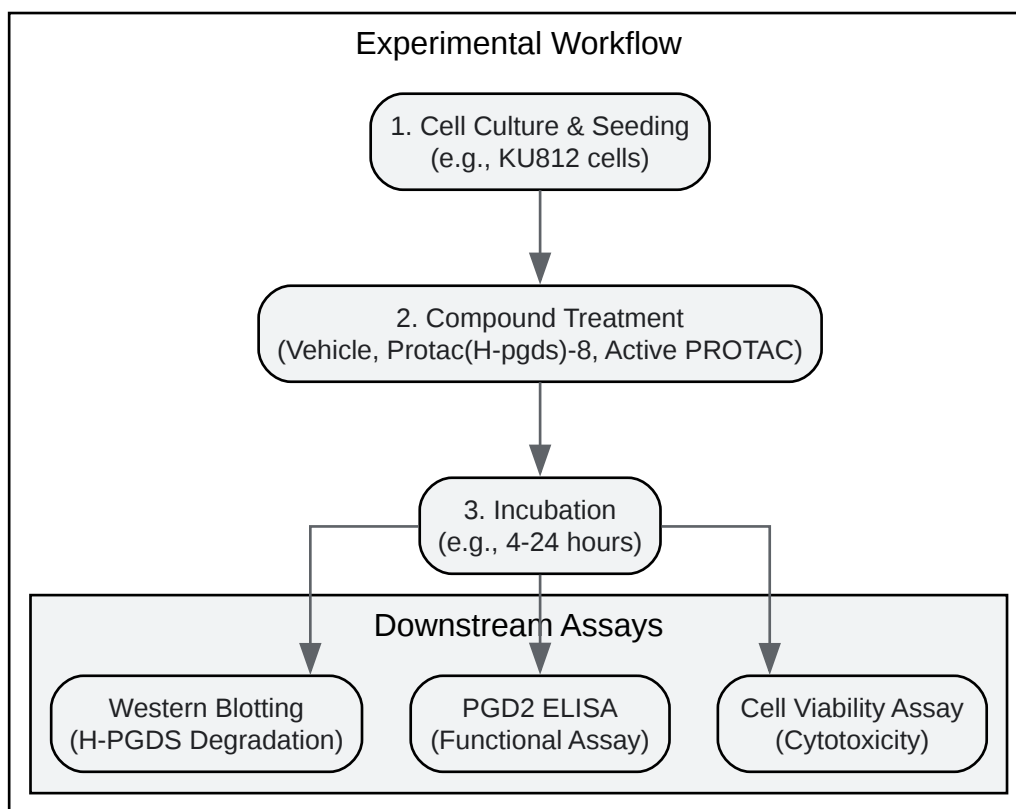 Experimental Workflow
1. Cell Culture & Seeding
(e.g., KU812 cells)
2. Compound Treatment
(Vehicle, Protac(H-pgds)-8, Active PROTAC)
3. Incubation
(e.g., 4-24 hours)
Downstream Assays
Western Blotting
(H-PGDS Degradation)
PGD2 ELISA
(Functional Assay)
Cell Viability Assay
(Cytotoxicity)